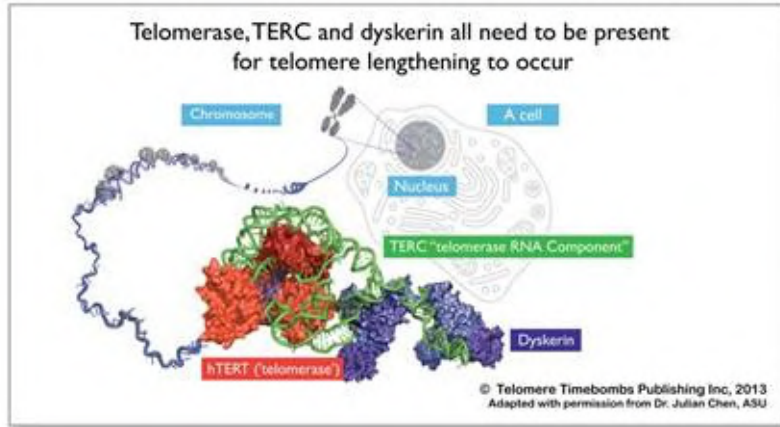 Telomerase, TERC and dyskerin all need to be present
for telomere lengthening to occur
Chromosome
A cell
Nucleus
TERC "telomerase RNA Component"
Dyskerin
hTERT ('telomerase')
© Telomere Timebombs Publishing Inc, 2013
Adapted with permission from Dr. Julian Chen, ASU